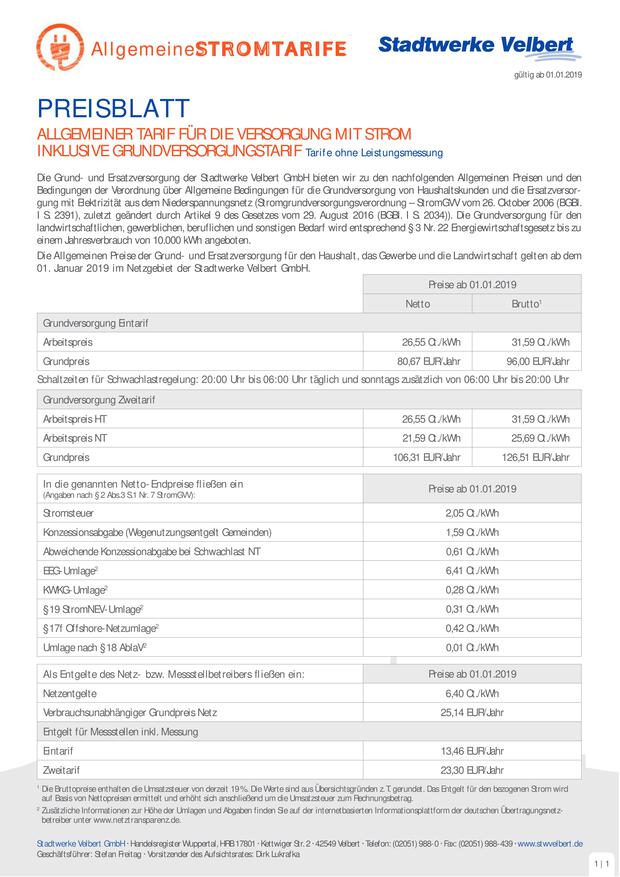 AllgemeineSTROMTARIFE
Stadtwerke Velbert
gültig ab 01.01.2019
PREISBLATT
ALLGEMEINER TARIF FÜR DIE VERSORGUNG MIT STROM
INKLUSIVE GRUNDVERSORGUNGSTARIF Tarife ohne Leistungsmessung
Die Grund- und Ersatzversorgung der Stadtwerke Velbert GmbH bieten wir zu den nachfolgenden Allgemeinen Preisen und den
Bedingungen der Verordnung über Allgemeine Bedingungen für die Grundversorgung von Haushaltskunden und die Ersatzversor-
gung mit Elektrizität aus dem Niederspannungsnetz (Stromgrundversorgungsverordnung – StromGVV vom 26. Oktober 2006 (BGBl.
I S. 2391), zuletzt geändert durch Artikel 9 des Gesetzes vom 29. August 2016 (BGBl. I S. 2034)). Die Grundversorgung für den
landwirtschaftlichen, gewerblichen, beruflichen und sonstigen Bedarf wird entsprechend § 3 Nr. 22 Energiewirtschaftsgesetz bis zu
einem Jahresverbrauch von 10.000 kWh angeboten.
Die Allgemeinen Preise der Grund- und Ersatzversorgung für den Haushalt, das Gewerbe und die Landwirtschaft gelten ab dem
01. Januar 2019 im Netzgebiet der Stadtwerke Velbert GmbH.
Preise ab 01.01.2019
Netto Brutto¹
Grundversorgung Eintarif
Arbeitspreis 26,55 Ct./kWh 31,59 Ct./kWh
Grundpreis 80,67 EUR/Jahr 96,00 EUR/Jahr
Schaltzeiten für Schwachlastregelung: 20:00 Uhr bis 06:00 Uhr täglich und sonntags zusätzlich von 06:00 Uhr bis 20:00 Uhr
Grundversorgung Zweitarif
Arbeitspreis HT 26,55 Ct./kWh 31,59 Ct./kWh
Arbeitspreis NT 21,59 Ct./kWh 25,69 Ct./kWh
Grundpreis 106,31 EUR/Jahr 126,51 EUR/Jahr
In die genannten Netto-Endpreise fließen ein
(Angaben nach § 2 Abs.3 S.1 Nr. 7 StromGVV): Preise ab 01.01.2019
Stromsteuer 2,05 Ct./kWh
Konzessionsabgabe (Wegenutzungsentgelt Gemeinden) 1,59 Ct./kWh
Abweichende Konzessionabgabe bei Schwachlast NT 0,61 Ct./kWh
EEG-Umlage² 6,41 Ct./kWh
KWKG-Umlage² 0,28 Ct./kWh
§ 19 StromNEV-Umlage² 0,31 Ct./kWh
§ 17f Offshore-Netzumlage² 0,42 Ct./kWh
Umlage nach § 18 AblaV² 0,01 Ct./kWh
Als Entgelte des Netz- bzw. Messstellbetreibers fließen ein: Preise ab 01.01.2019
Netzentgelte 6,40 Ct./kWh
Verbrauchsunabhängiger Grundpreis Netz 25,14 EUR/Jahr
Entgelt für Messstellen inkl. Messung
Eintarif 13,46 EUR/Jahr
Zweitarif 23,30 EUR/Jahr
¹ Die Bruttopreise enthalten die Umsatzsteuer von derzeit 19 %. Die Werte sind aus Übersichtsgründen z. T. gerundet. Das Entgelt für den bezogenen Strom wird
auf Basis von Nettopreisen ermittelt und erhöht sich anschließend um die Umsatzsteuer zum Rechnungsbetrag.
² Zusätzliche Informationen zur Höhe der Umlagen und Abgaben finden Sie auf der internetbasierten Informationsplattform der deutschen Übertragungsnetz-
betreiber unter www.netztransparenz.de.
Stadtwerke Velbert GmbH · Handelsregister Wuppertal, HRB 17801 · Kettwiger Str. 2 · 42549 Velbert · Telefon: (02051) 988-0 · Fax: (02051) 988-439 · www.stwvelbert.de
Geschäftsführer: Stefan Freitag · Vorsitzender des Aufsichtsrates: Dirk Lukrafka
1 | 1